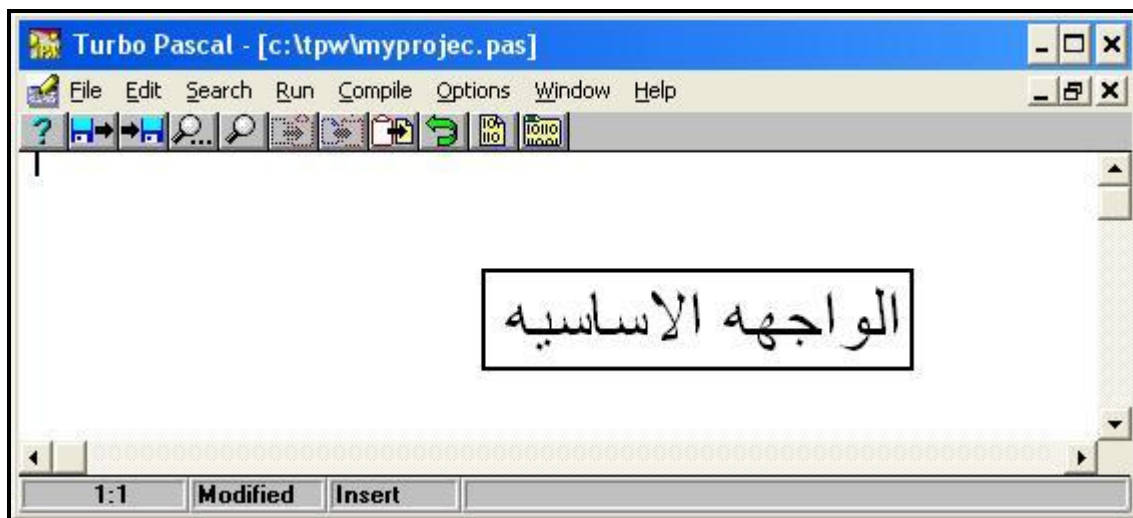 Turbo Pascal - [c:\tpw\myprojec.pas]
File Edit Search Run Compile Options Window Help
الواجهه الاساسيه
1:1 Modified Insert